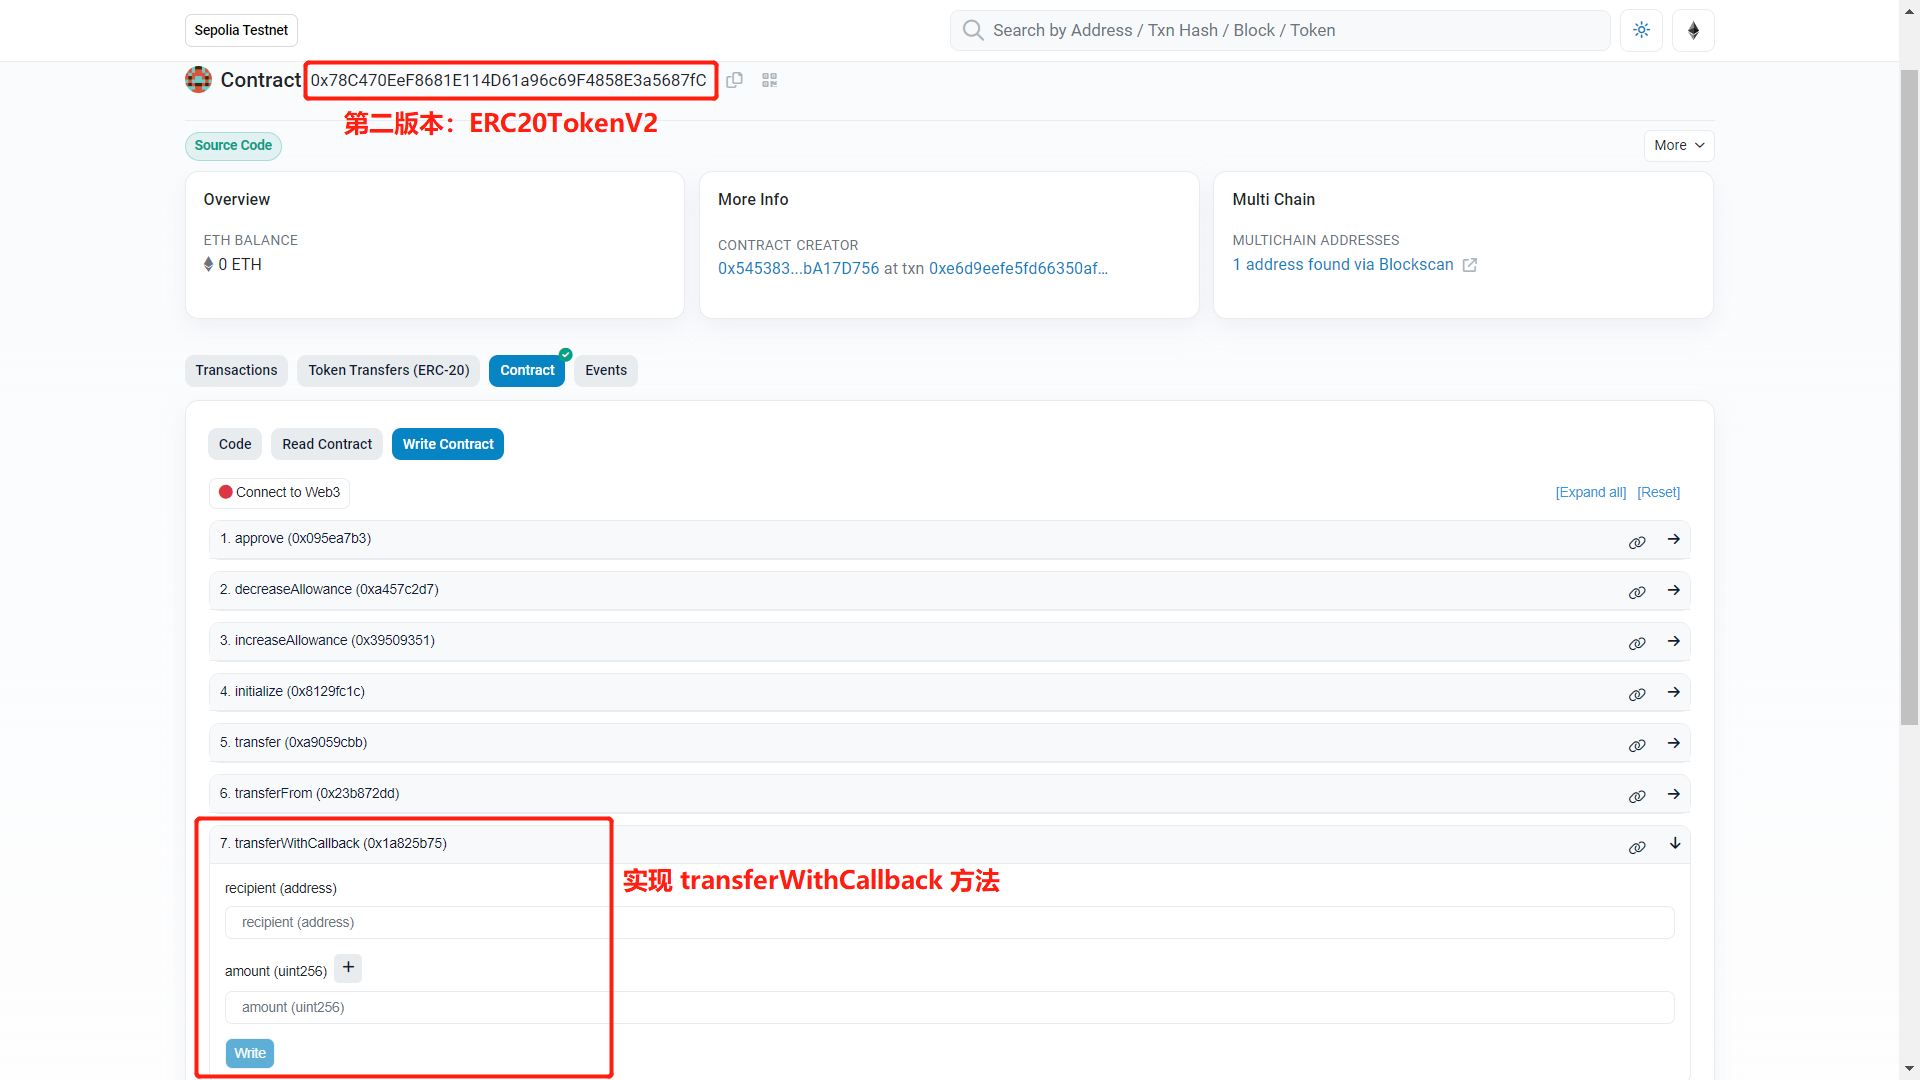 Sepolia Testnet
Search by Address / Txn Hash / Block / Token
Contract 0x78C470EeF8681E114D61a96c69F4858E3a5687fC
第二版本：ERC20TokenV2
Source Code
More
Overview
ETH BALANCE
0 ETH
More Info
CONTRACT CREATOR
0x545383...bA17D756 at txn 0xe6d9eefe5fd66350af...
Multi Chain
MULTICHAIN ADDRESSES
1 address found via Blockscan
Transactions
Token Transfers (ERC-20)
Contract
Events
Code
Read Contract
Write Contract
Connect to Web3
[Expand all] [Reset]
1. approve (0x095ea7b3)
2. decreaseAllowance (0xa457c2d7)
3. increaseAllowance (0x39509351)
4. initialize (0x8129fc1c)
5. transfer (0xa9059cbb)
6. transferFrom (0x23b872dd)
7. transferWithCallback (0x1a825b75)
实现 transferWithCallback 方法
recipient (address)
recipient (address)
amount (uint256) +
amount (uint256)
Write